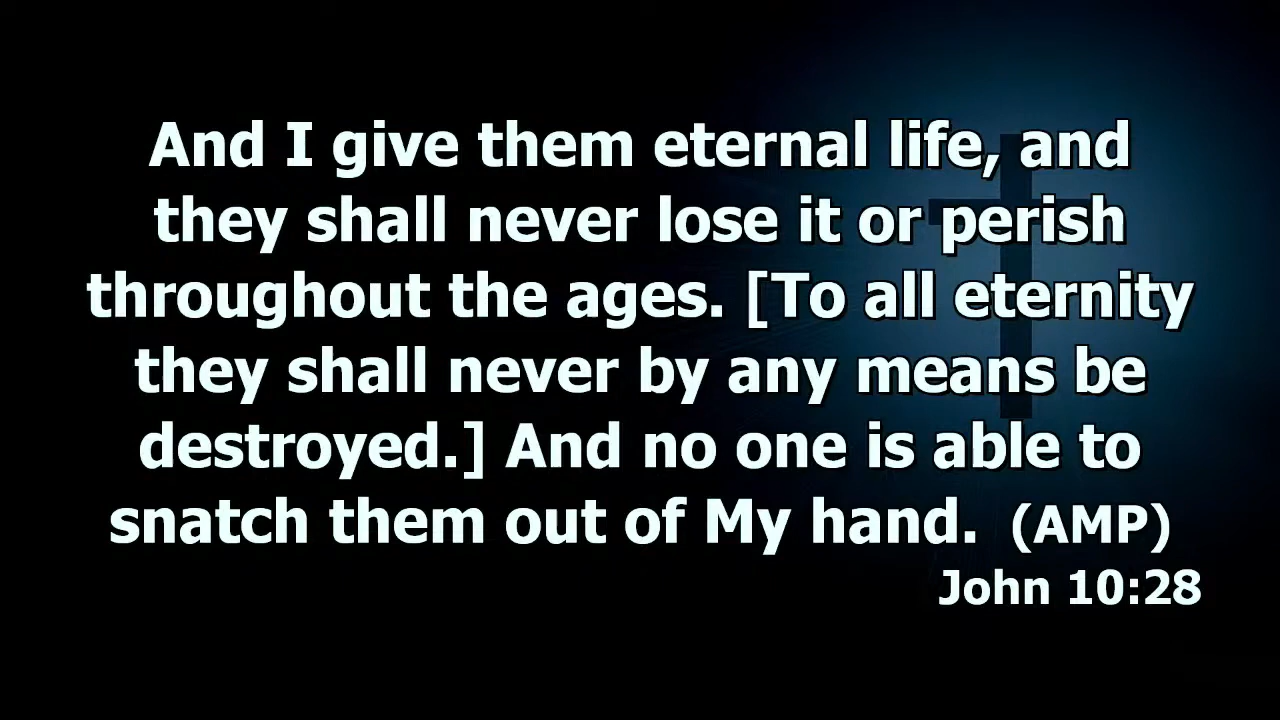 And I give them eternal life, and
they shall never lose it or perish
throughout the ages. [To all eternity
they shall never by any means be
destroyed.] And no one is able to
snatch them out of My hand. (AMP)
John 10:28